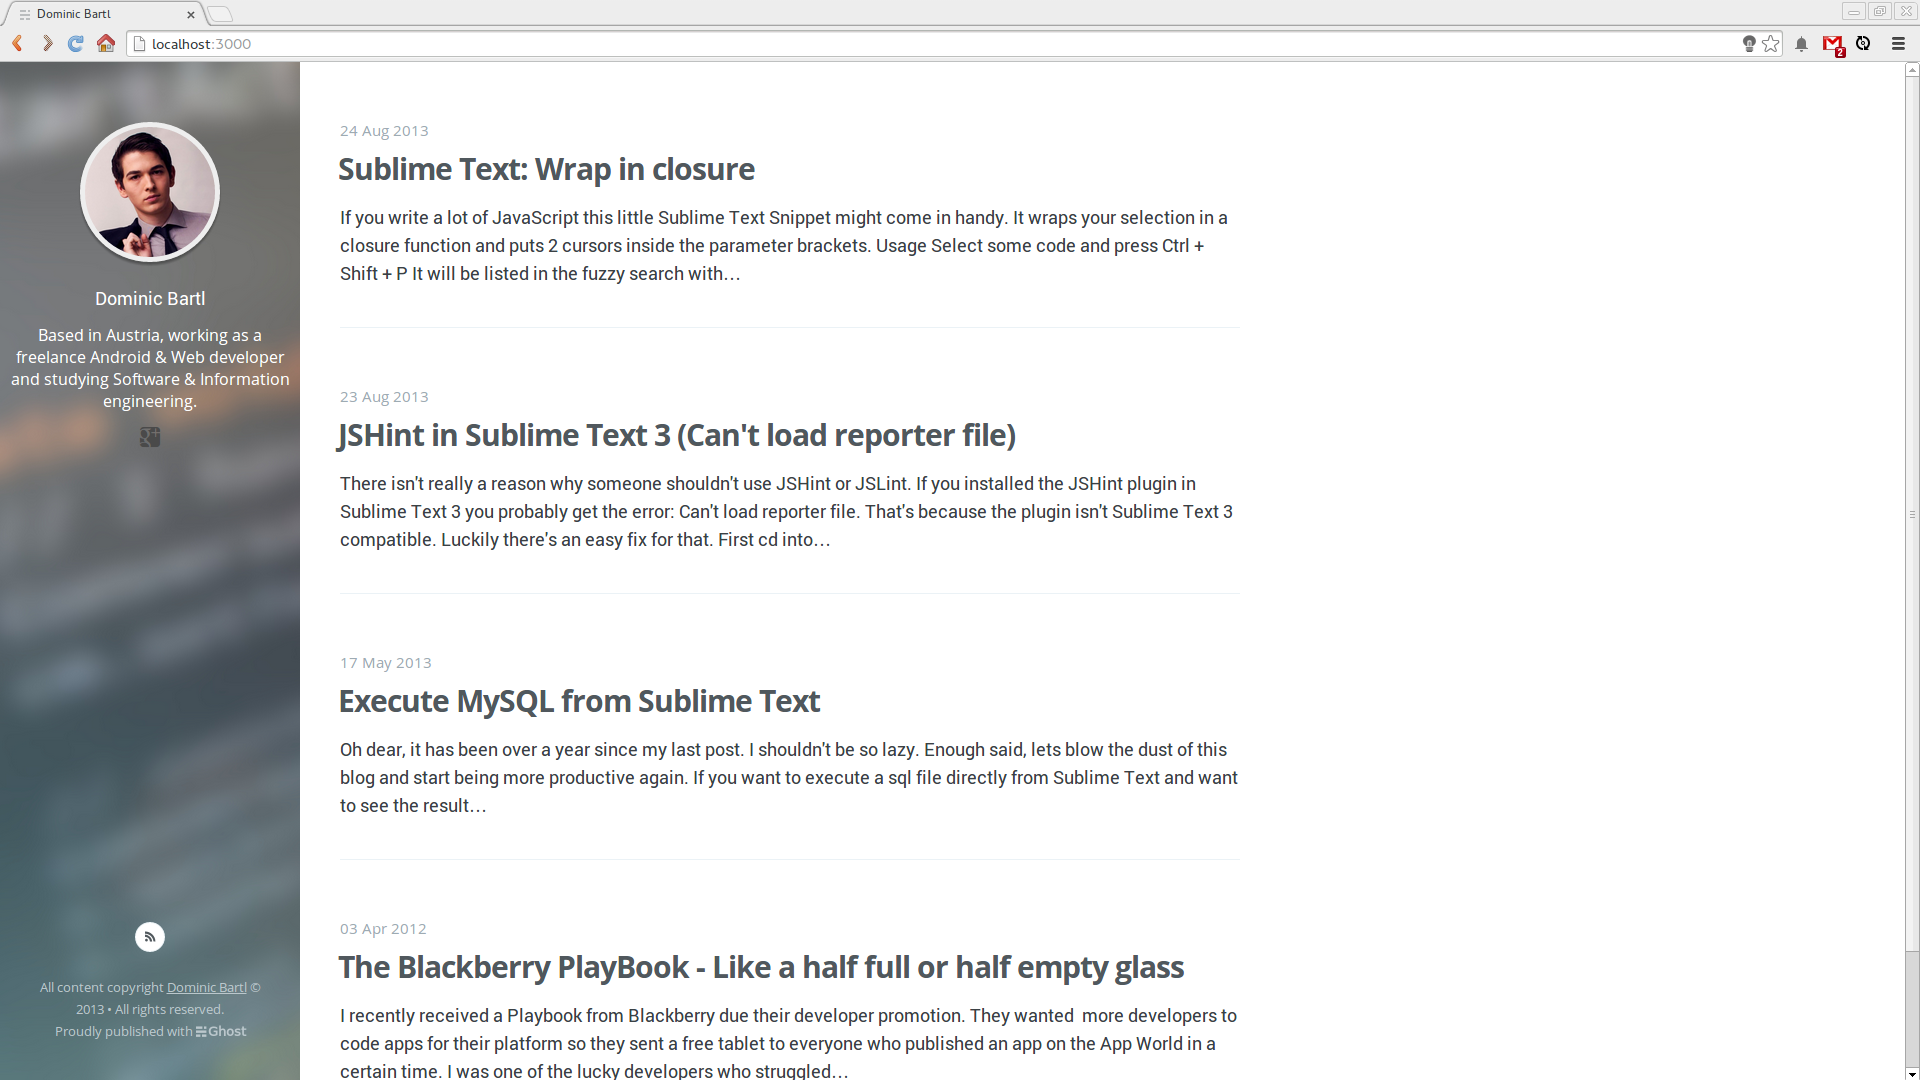 Dominic Bartl
localhost:3000
2
Dominic Bartl
Based in Austria, working as a
freelance Android & Web developer
and studying Software & Information
engineering.
g+
All content copyright Dominic Bartl ©
2013 • All rights reserved.
Proudly published with Ghost
24 Aug 2013
Sublime Text: Wrap in closure
If you write a lot of JavaScript this little Sublime Text Snippet might come in handy. It wraps your selection in a
closure function and puts 2 cursors inside the parameter brackets. Usage Select some code and press Ctrl +
Shift + P It will be listed in the fuzzy search with…
23 Aug 2013
JSHint in Sublime Text 3 (Can't load reporter file)
There isn't really a reason why someone shouldn't use JSHint or JSLint. If you installed the JSHint plugin in
Sublime Text 3 you probably get the error: Can't load reporter file. That's because the plugin isn't Sublime Text 3
compatible. Luckily there's an easy fix for that. First cd into…
17 May 2013
Execute MySQL from Sublime Text
Oh dear, it has been over a year since my last post. I shouldn't be so lazy. Enough said, lets blow the dust of this
blog and start being more productive again. If you want to execute a sql file directly from Sublime Text and want
to see the result…
03 Apr 2012
The Blackberry PlayBook - Like a half full or half empty glass
I recently received a Playbook from Blackberry due their developer promotion. They wanted  more developers to
code apps for their platform so they sent a free tablet to everyone who published an app on the App World in a
certain time. I was one of the lucky developers who struggled…